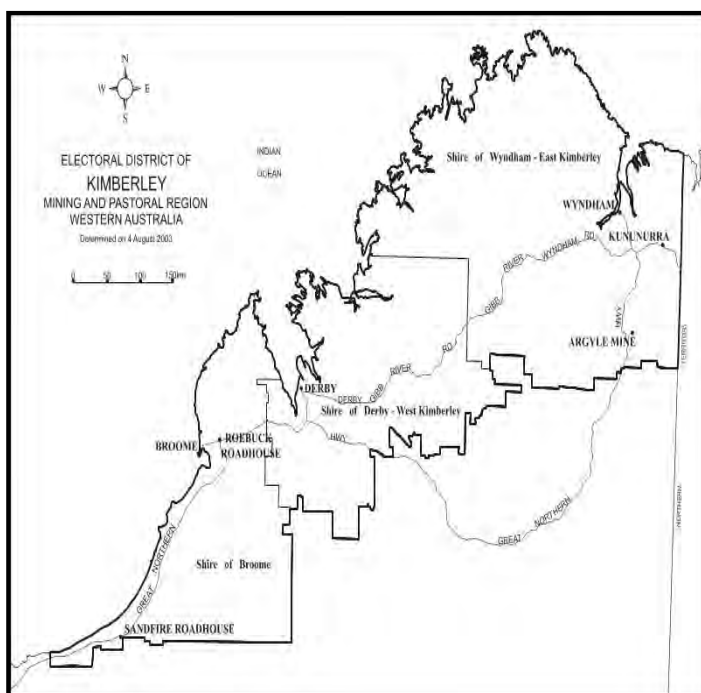 N
W E
S
ELECTORAL DISTRICT OF
KIMBERLEY
MINING AND PASTORAL REGION
WESTERN AUSTRALIA
Determined on 4 August 2003
0 50 100 150km
INDIAN
OCEAN
Shire of Wyndham - East Kimberley
WYNDHAM
KUNUNURRA
GIBB RIVER WYNDHAM RD
HWY
ARGYLE MINE
DERBY
DERBY GIBB RIVER RD
Shire of Derby - West Kimberley
BROOME
ROEBUCK
ROADHOUSE
HWY
GREAT NORTHERN
GREAT NORTHERN
Shire of Broome
SANDFIRE ROADHOUSE
NORTHERN
TERRITORY